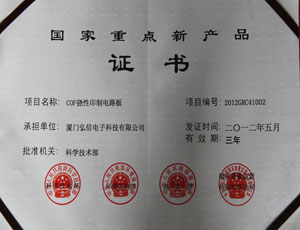 国家重点新产品
证书
项目名称: COF挠性印制电路板
项目编号: 2012GRC41002
承担单位: 厦门弘信电子科技有限公司
发证时间: 二〇一二年五月
有效期: 三年
批准机关: 科学技术部